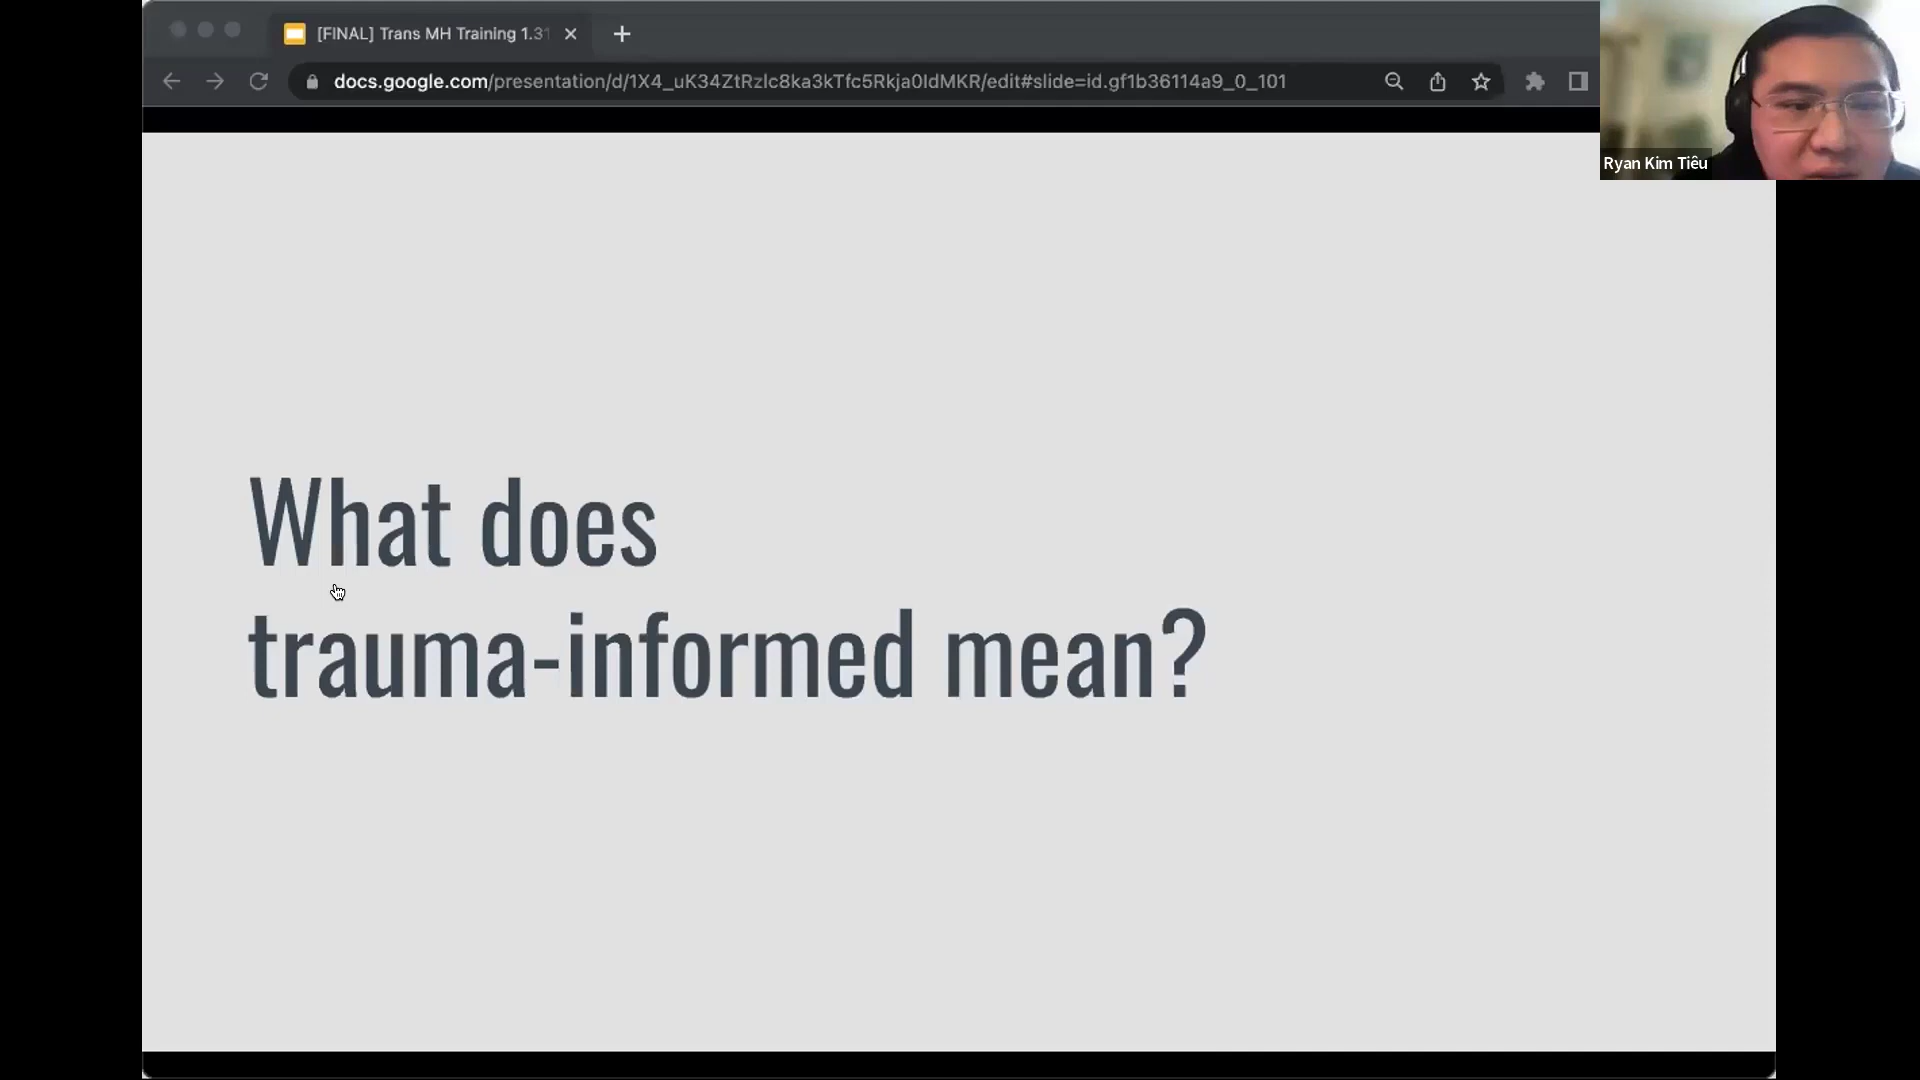 [FINAL] Trans MH Training 1.31
docs.google.com/presentation/d/1X4_uK34ZtRzlc8ka3kTfc5Rkja0ldMKR/edit#slide=id.gf1b36114a9_0_101
Ryan Kim Tiêu
What does
trauma-informed mean?